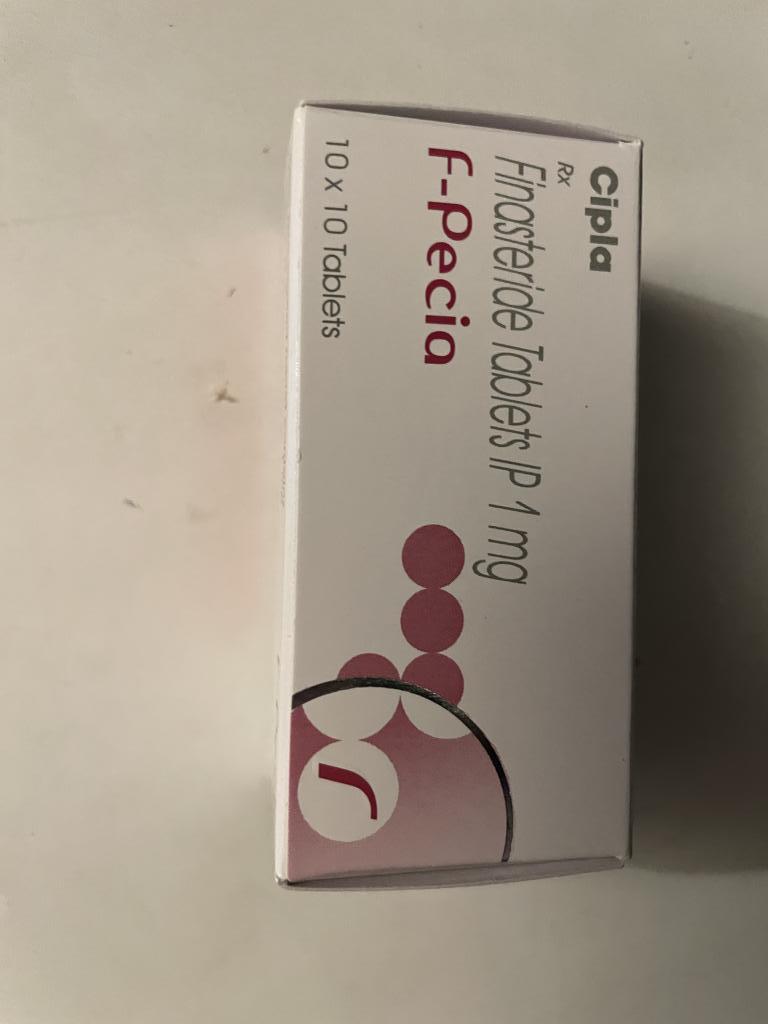 Cipla
Rx
Finasteride Tablets IP 1 mg
F-Pecia
10 x 10 Tablets